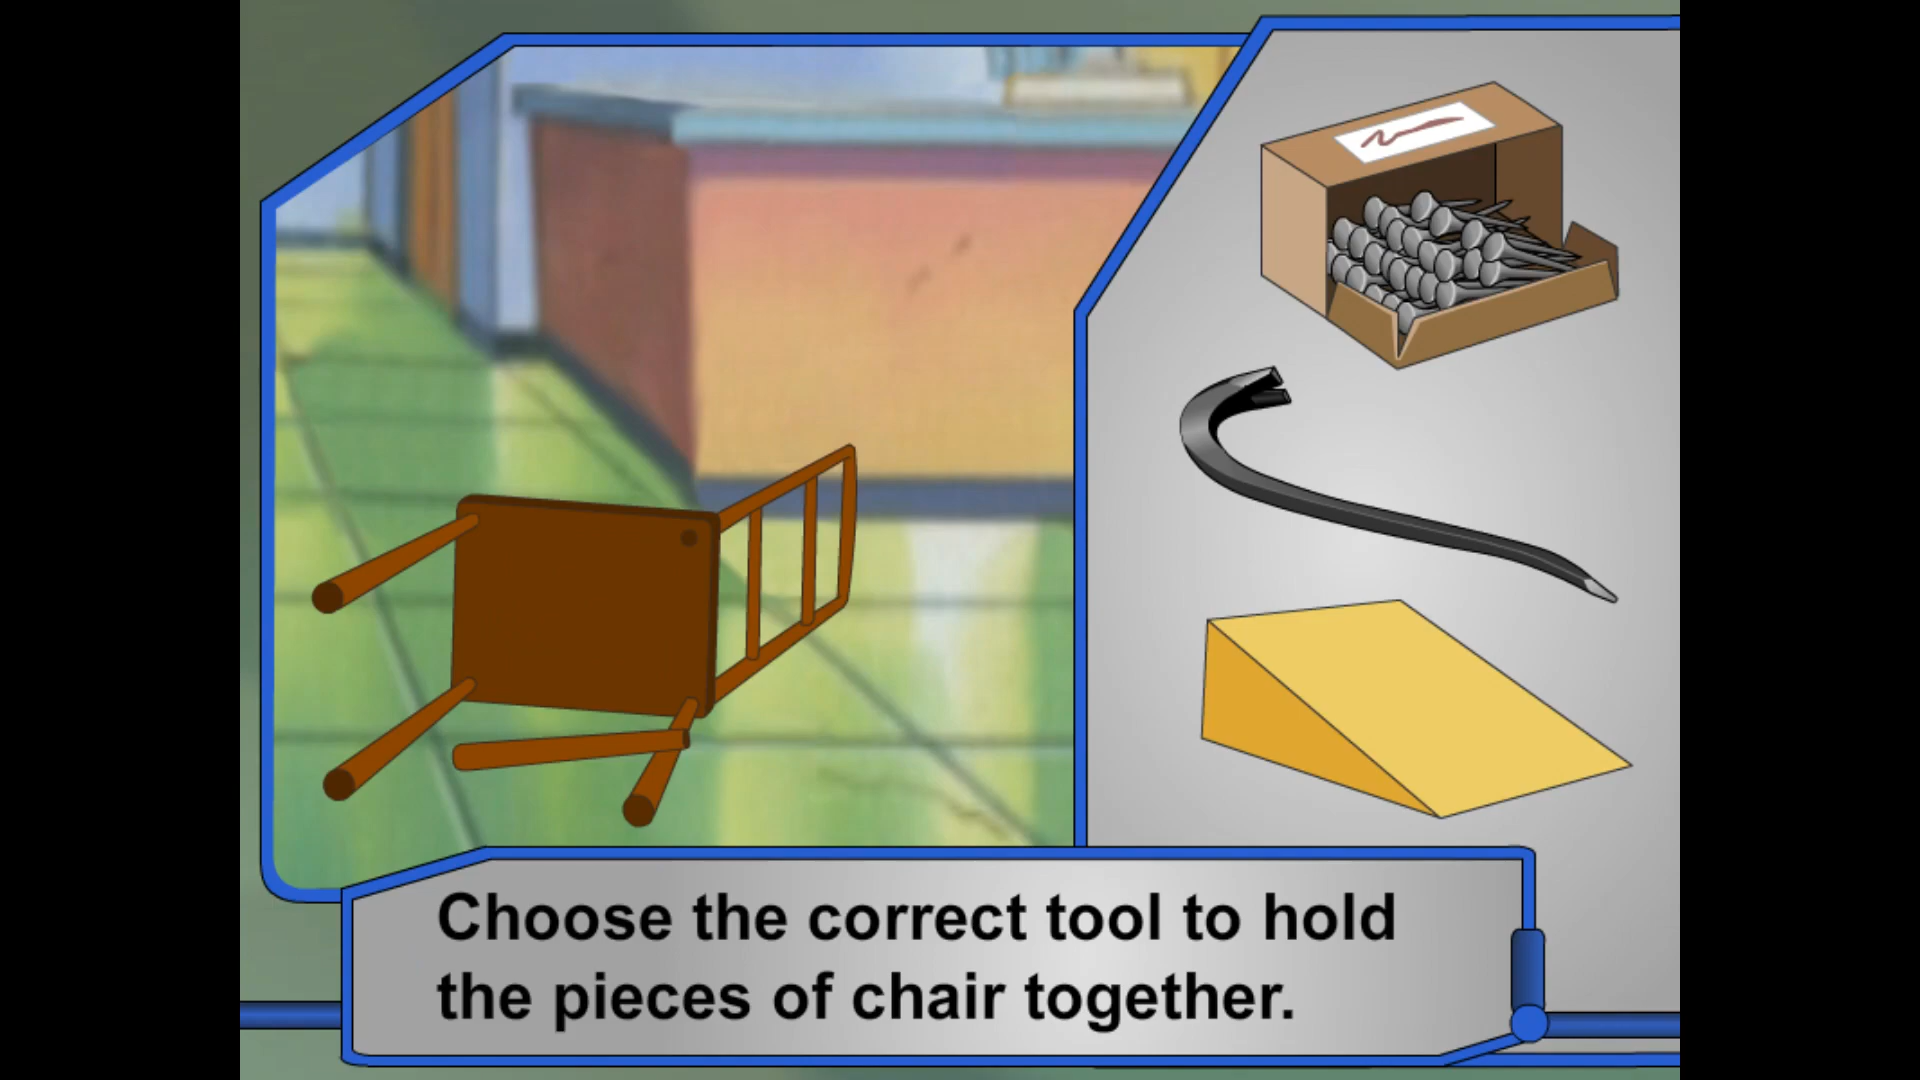 Choose the correct tool to hold
the pieces of chair together.